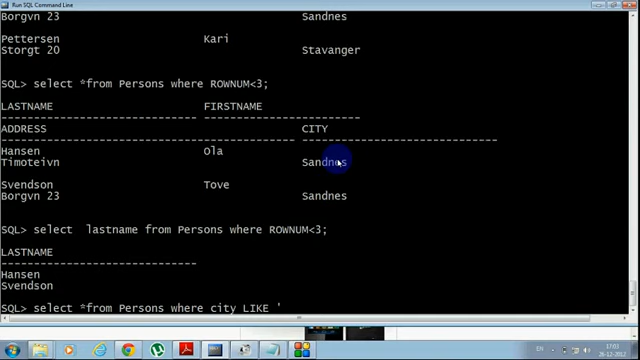 Run SQL Command Line
Borgvn 23 Sandnes
Pettersen Kari
Storgt 20 Stavanger
SQL> select *from Persons where ROWNUM<3;
LASTNAME FIRSTNAME
ADDRESS CITY
Hansen Ola
Timoteivn Sandnes
Svendson Tove
Borgvn 23 Sandnes
SQL> select  lastname from Persons where ROWNUM<3;
LASTNAME
Hansen
Svendson
SQL> select *from Persons where city LIKE '
EN
17:03
26-12-2012